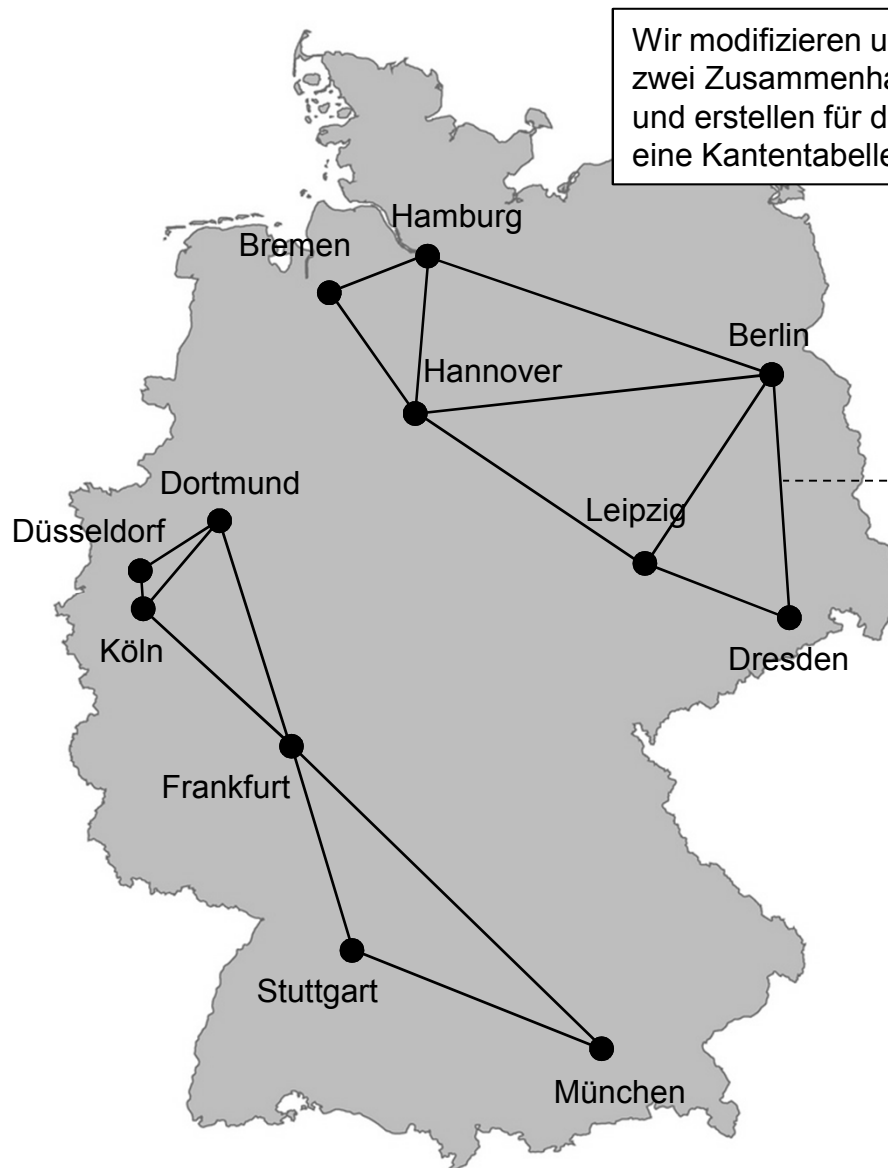 Wir modifizieren
zwei
und erstellen für
eine Kantentabelle
Hamburg
Bremen
Berlin
Hannover
Dortmund
Leipzig
Düsseldorf
Köln
Dresden
Frankfurt
Stuttgart
München